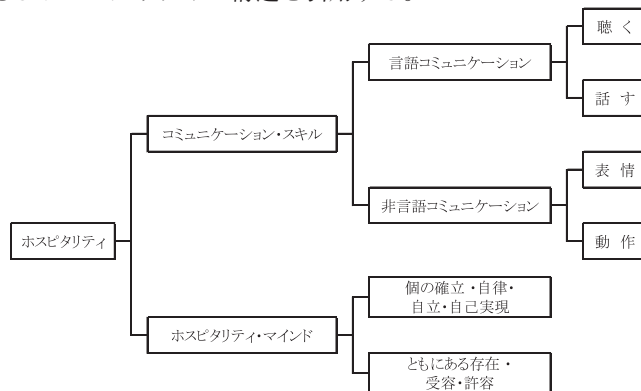 聴 く
言語コミュニケーション
話 す
コミュニケーション・スキル
表 情
非言語コミュニケーション
動 作
ホスピタリティ
個の確立・自律・
自立・自己実現
ホスピタリティ・マインド
ともにある存在・
受容・許容